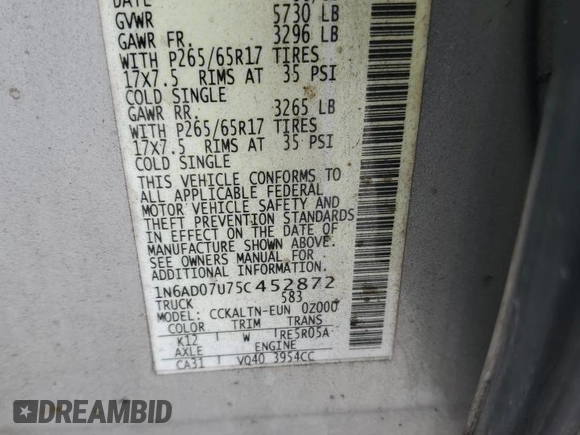 DATE
GVWR 5730 LB
GAWR FR. 3296 LB
WITH P265/65R17 TIRES
17X7.5 RIMS AT 35 PSI
COLD SINGLE
GAWR RR. 3265 LB
WITH P265/65R17 TIRES
17X7.5 RIMS AT 35 PSI
COLD SINGLE
THIS VEHICLE CONFORMS TO
ALL APPLICABLE FEDERAL
MOTOR VEHICLE SAFETY AND
THEFT PREVENTION STANDARDS
IN EFFECT ON THE DATE OF
MANUFACTURE SHOWN ABOVE.
SEE OWNERS MANUAL FOR
ADDITIONAL INFORMATION.
1N6AD07U75C452872
TRUCK 583
MODEL: CCKALTN-EUN 0Z000
COLOR TRIM TRANS
K12 W RE5R05A
AXLE ENGINE
CA31 VQ40 3954CC
DREAMBID